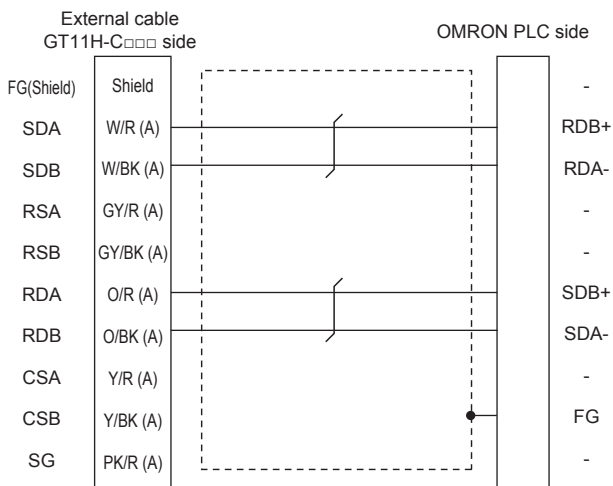 External cable
GT11H-C□□□ side
OMRON PLC side
FG(Shield) Shield -
SDA W/R (A) RDB+
SDB W/BK (A) RDA-
RSA GY/R (A) -
RSB GY/BK (A) -
RDA O/R (A) SDB+
RDB O/BK (A) SDA-
CSA Y/R (A) -
CSB Y/BK (A) FG
SG PK/R (A) -